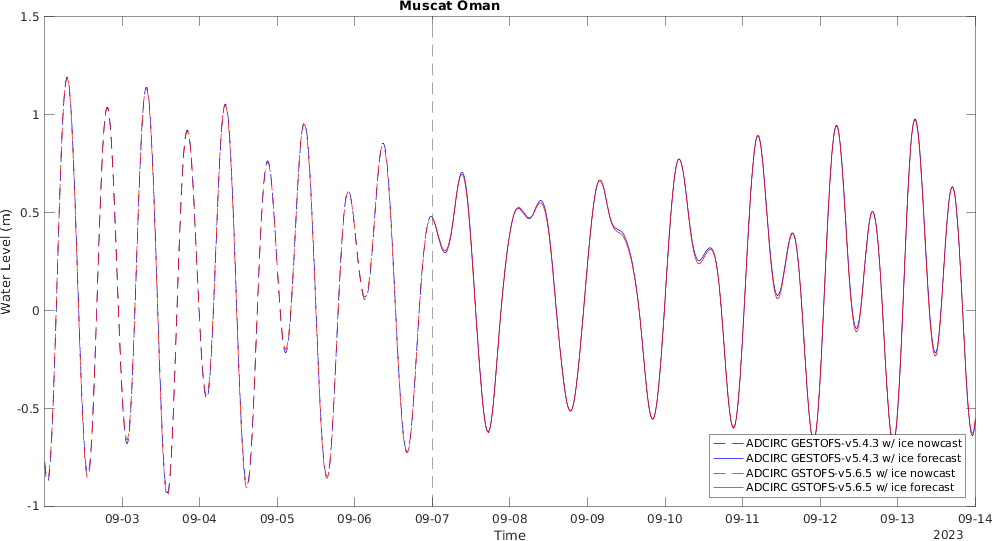 Muscat Oman
Water Level (m)
1.5
1
0.5
0
-0.5
-1
09-03 09-04 09-05 09-06 09-07 09-08 09-09 09-10 09-11 09-12 09-13 09-14
Time
2023
ADCIRC GESTOFS-v5.4.3 w/ ice nowcast
ADCIRC GESTOFS-v5.4.3 w/ ice forecast
ADCIRC GSTOFS-v5.6.5 w/ ice nowcast
ADCIRC GSTOFS-v5.6.5 w/ ice forecast